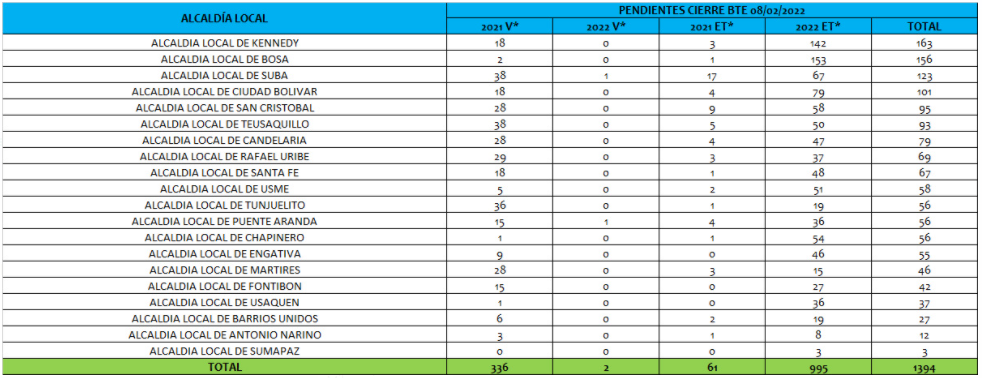 ALCALDÍA LOCAL PENDIENTES CIERRE BTE 08/02/2022
2021 V* 2022 V* 2021 ET* 2022 ET* TOTAL
ALCALDIA LOCAL DE KENNEDY 18 0 3 142 163
ALCALDIA LOCAL DE BOSA 2 0 1 153 156
ALCALDIA LOCAL DE SUBA 38 1 17 67 123
ALCALDIA LOCAL DE CIUDAD BOLIVAR 18 0 4 79 101
ALCALDIA LOCAL DE SAN CRISTOBAL 28 0 9 58 95
ALCALDIA LOCAL DE TEUSAQUILLO 38 0 5 50 93
ALCALDIA LOCAL DE CANDELARIA 28 0 4 47 79
ALCALDIA LOCAL DE RAFAEL URIBE 29 0 3 37 69
ALCALDIA LOCAL DE SANTA FE 18 0 1 48 67
ALCALDIA LOCAL DE USME 5 0 2 51 58
ALCALDIA LOCAL DE TUNJUELITO 36 0 1 19 56
ALCALDIA LOCAL DE PUENTE ARANDA 15 1 4 36 56
ALCALDIA LOCAL DE CHAPINERO 1 0 1 54 56
ALCALDIA LOCAL DE ENGATIVA 9 0 0 46 55
ALCALDIA LOCAL DE MARTIRES 28 0 3 15 46
ALCALDIA LOCAL DE FONTIBON 15 0 0 27 42
ALCALDIA LOCAL DE USAQUEN 1 0 0 36 37
ALCALDIA LOCAL DE BARRIOS UNIDOS 6 0 2 19 27
ALCALDIA LOCAL DE ANTONIO NARINO 3 0 1 8 12
ALCALDIA LOCAL DE SUMAPAZ 0 0 0 3 3
TOTAL 336 2 61 995 1394